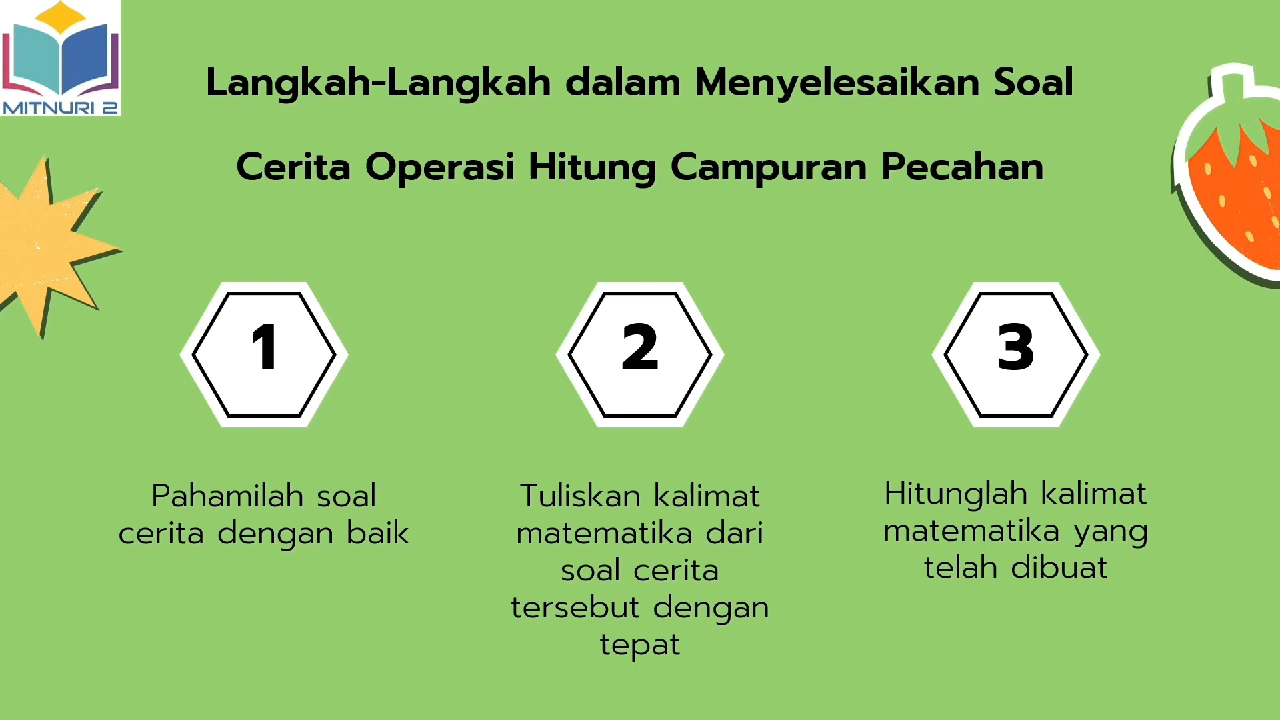 MITNURI 2
Langkah-Langkah dalam Menyelesaikan Soal
Cerita Operasi Hitung Campuran Pecahan
1
Pahamilah soal
cerita dengan baik
2
Tuliskan kalimat
matematika dari
soal cerita
tersebut dengan
tepat
3
Hitunglah kalimat
matematika yang
telah dibuat